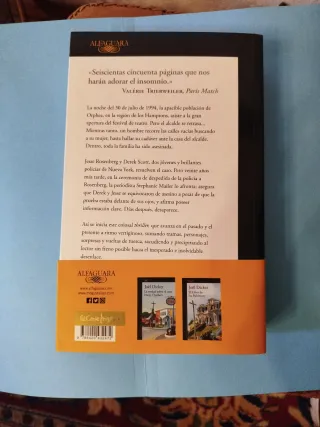 ALFAGUARA
«Seiscientas cincuenta páginas que nos
harán adorar el insomnio.»
VALÉRIE TRIERWEILER, Paris Match
La noche del 30 de julio de 1994, la apacible población de
Orphea, en la región de los Hamptons, asiste a la gran
apertura del festival de teatro. Pero el alcalde se retrasa...
Mientras tanto, un hombre recorre las calles vacías buscando
a su mujer, hasta hallar su cadáver ante la casa del alcalde.
Dentro, toda la familia ha sido asesinada.
Jesse Rosenberg y Derek Scott, dos jóvenes y brillantes
policías de Nueva York, resuelven el caso. Pero veinte años
más tarde, en la ceremonia de despedida de la policía a
Rosenberg, la periodista Stephanie Mailer lo afronta; asegura
que Derek y Jesse se equivocaron de asesino a pesar de que la
prueba estaba delante de sus ojos, y afirma poseer
información clave. Días después, desaparece.
Así se inicia este colosal thriller que avanza en el pasado y el
presente a ritmo vertiginoso, sumando tramas, personajes,
sorpresas y vueltas de tuerca, sacudiendo y precipitando al
lector sin freno posible hacia el inesperado e inolvidable
desenlace.
ALFAGUARA
Joël Dicker
Joël Dicker